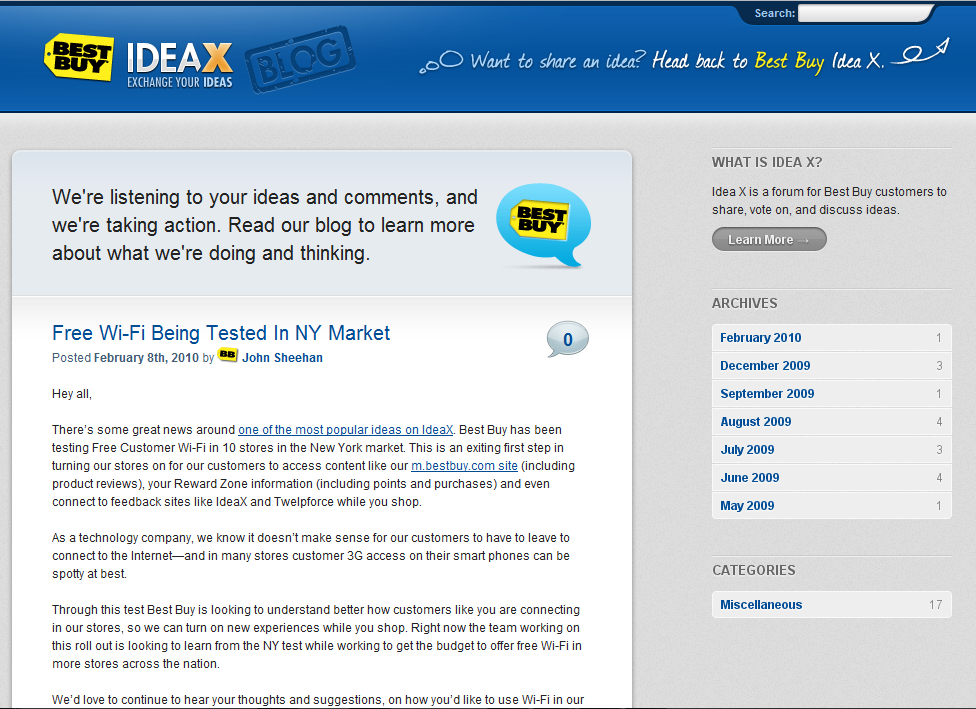 Search:
BEST BUY
IDEAX
EXCHANGE YOUR IDEAS
BLOG
Want to share an idea? Head back to Best Buy Idea X.
We're listening to your ideas and comments, and
we're taking action. Read our blog to learn more
about what we're doing and thinking.
BEST BUY
Free Wi-Fi Being Tested In NY Market
0
Posted February 8th, 2010 by BB John Sheehan
Hey all,
There's some great news around one of the most popular ideas on IdeaX. Best Buy has been
testing Free Customer Wi-Fi in 10 stores in the New York market. This is an exiting first step in
turning our stores on for our customers to access content like our m.bestbuy.com site (including
product reviews), your Reward Zone information (including points and purchases) and even
connect to feedback sites like IdeaX and Twelpforce while you shop.
As a technology company, we know it doesn't make sense for our customers to have to leave to
connect to the Internet—and in many stores customer 3G access on their smart phones can be
spotty at best.
Through this test Best Buy is looking to understand better how customers like you are connecting
in our stores, so we can turn on new experiences while you shop. Right now the team working on
this roll out is looking to learn from the NY test while working to get the budget to offer free Wi-Fi in
more stores across the nation.
We'd love to continue to hear your thoughts and suggestions, on how you'd like to use Wi-Fi in our
WHAT IS IDEA X?
Idea X is a forum for Best Buy customers to
share, vote on, and discuss ideas.
Learn More →
ARCHIVES
February 2010 1
December 2009 3
September 2009 1
August 2009 4
July 2009 3
June 2009 4
May 2009 1
CATEGORIES
Miscellaneous 17